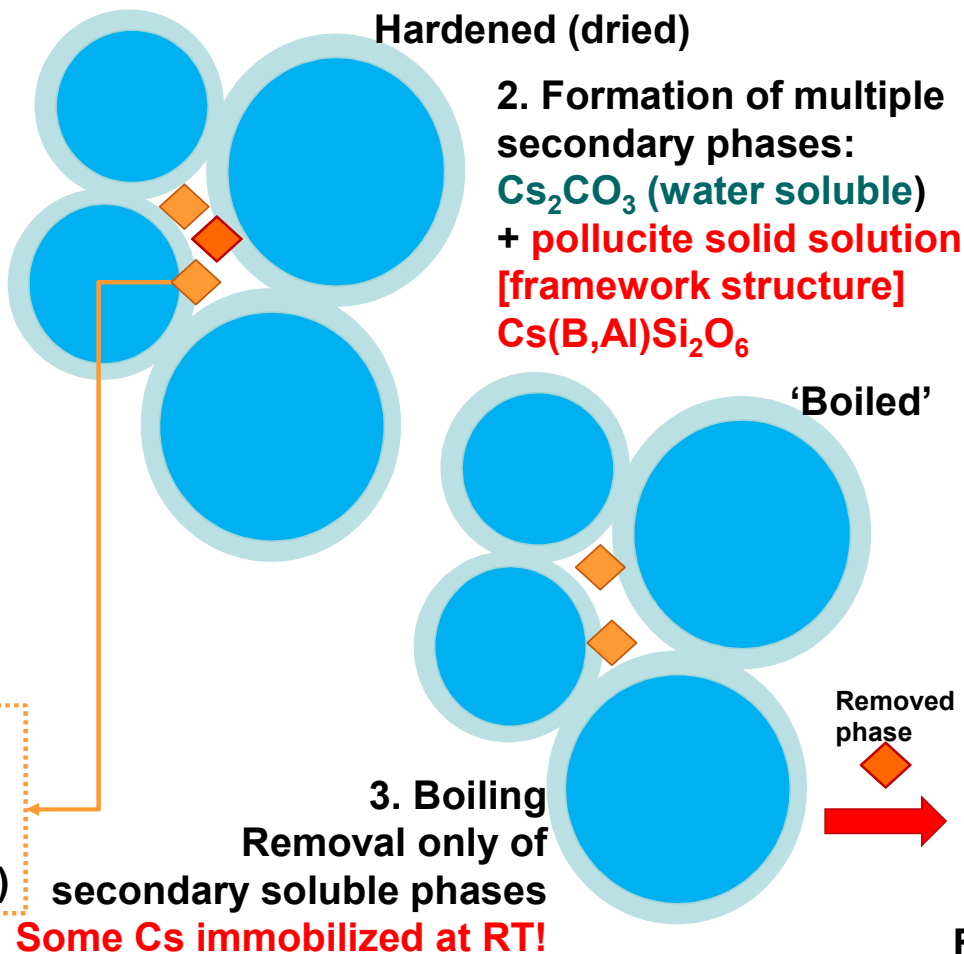 Hardened (dried)
2. Formation of multiple
secondary phases:
Cs₂CO₃ (water soluble)
+ pollucite solid solution
[framework structure]
Cs(B,Al)Si₂O₆
‘Boiled’
Removed
phase
3. Boiling
Removal only of
secondary soluble phases
Some Cs immobilized at RT!
)